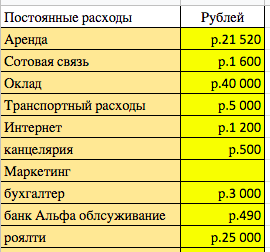 Постоянные расходы Рублей
Аренда р.21 520
Сотовая связь р.1 600
Оклад р.40 000
Транспортный расходы р.5 000
Интернет р.1 200
канцелярия р.500
Маркетинг
бухгалтер р.3 000
банк Альфа облсуживание р.490
роялти р.25 000